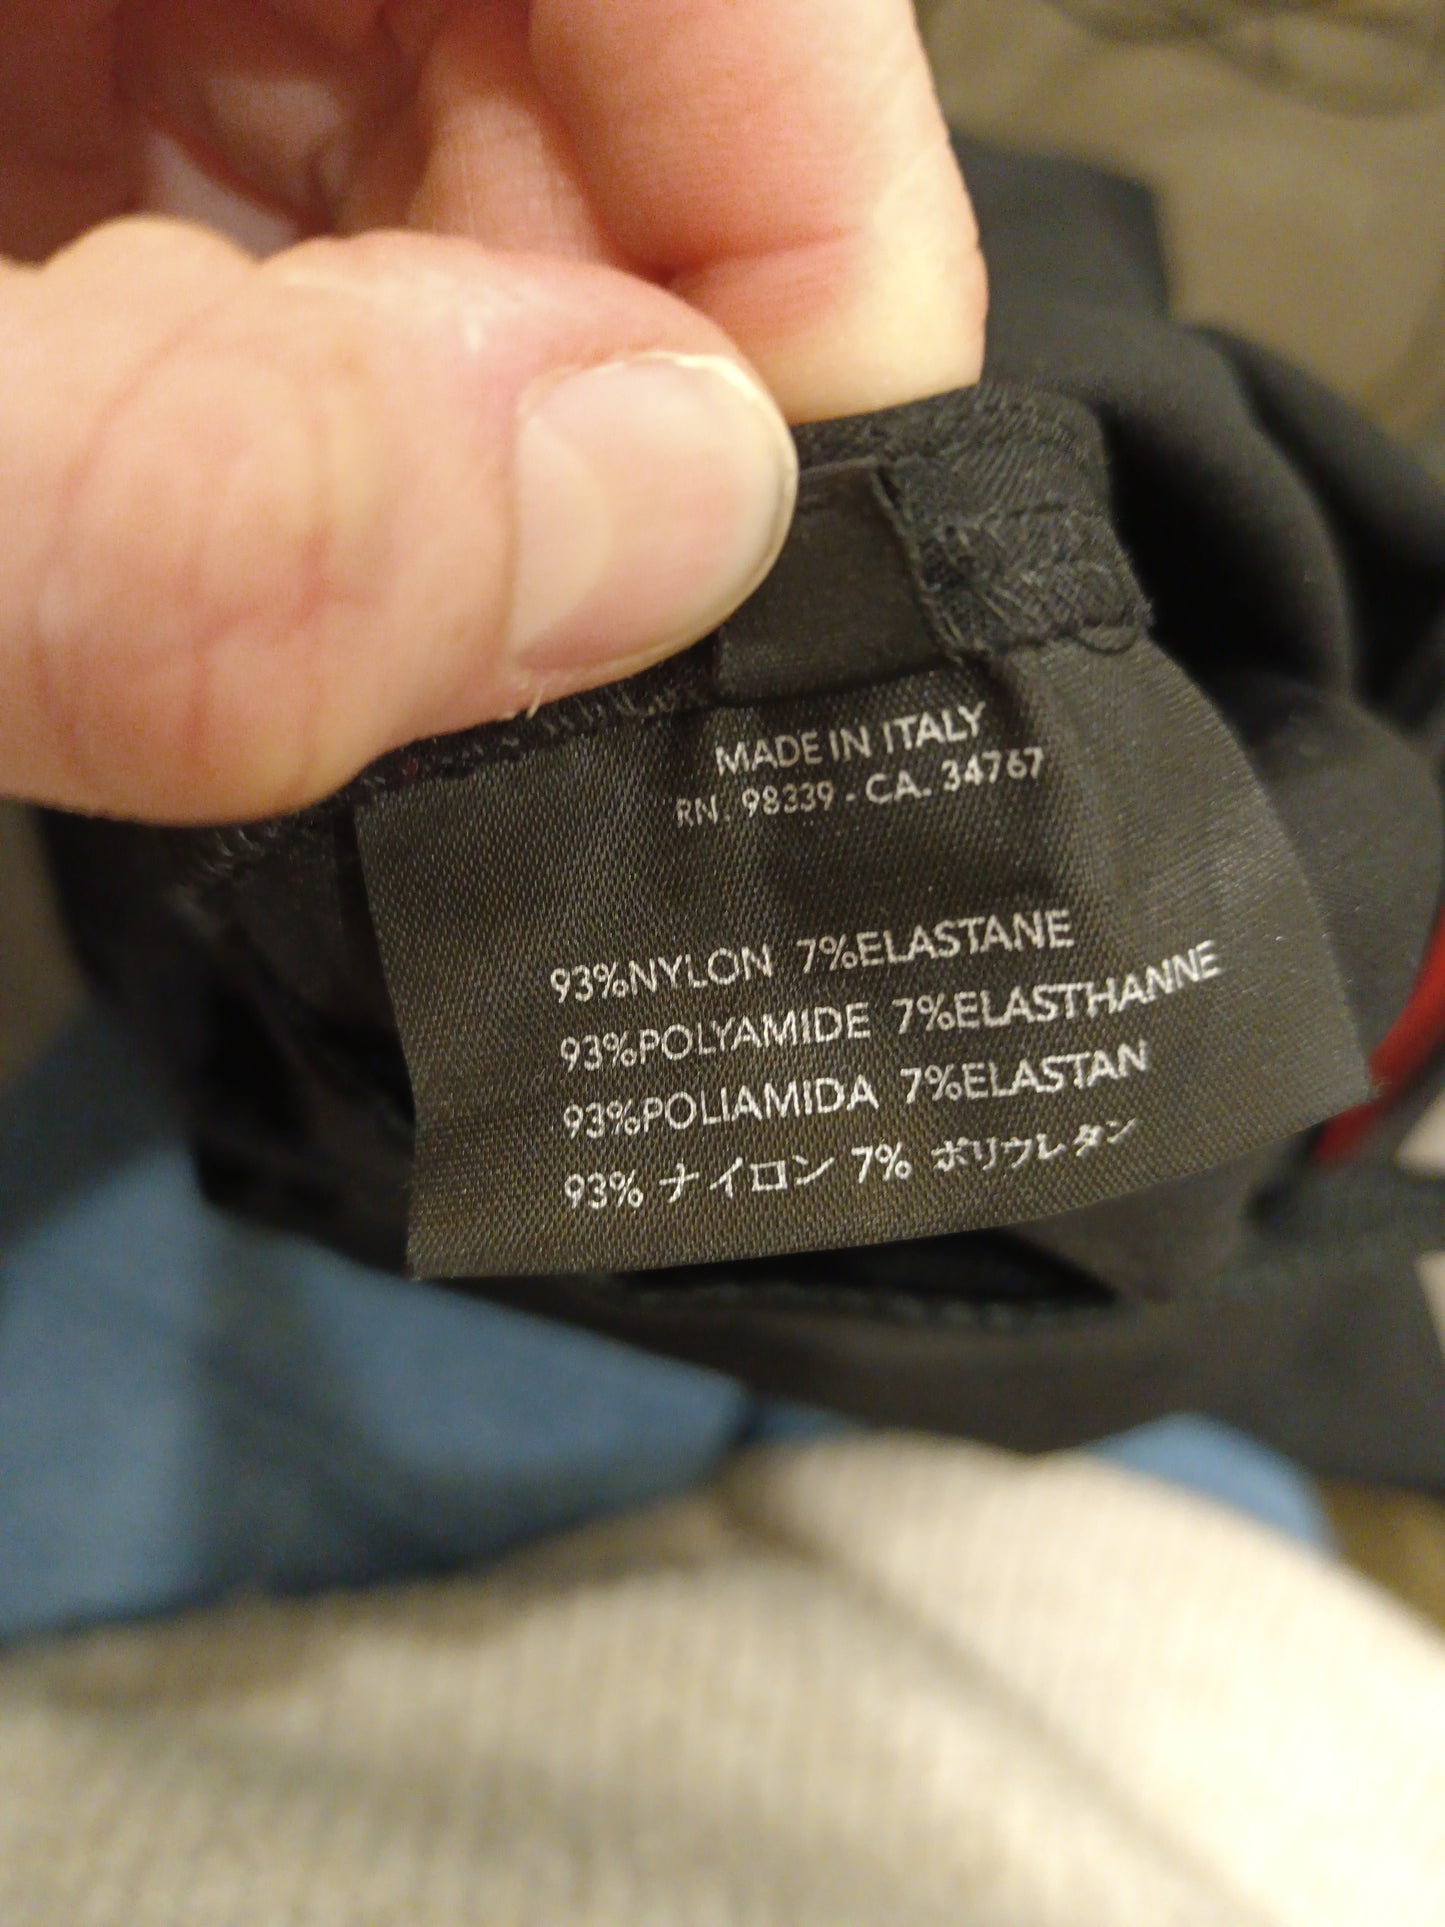 MADE IN ITALY
RN. 98339 - CA. 34767
93%NYLON 7%ELASTANE
93%POLYAMIDE 7%ELASTHANNE
93%POLIAMIDA 7%ELASTAN
93% ナイロン 7% ポリウレタン